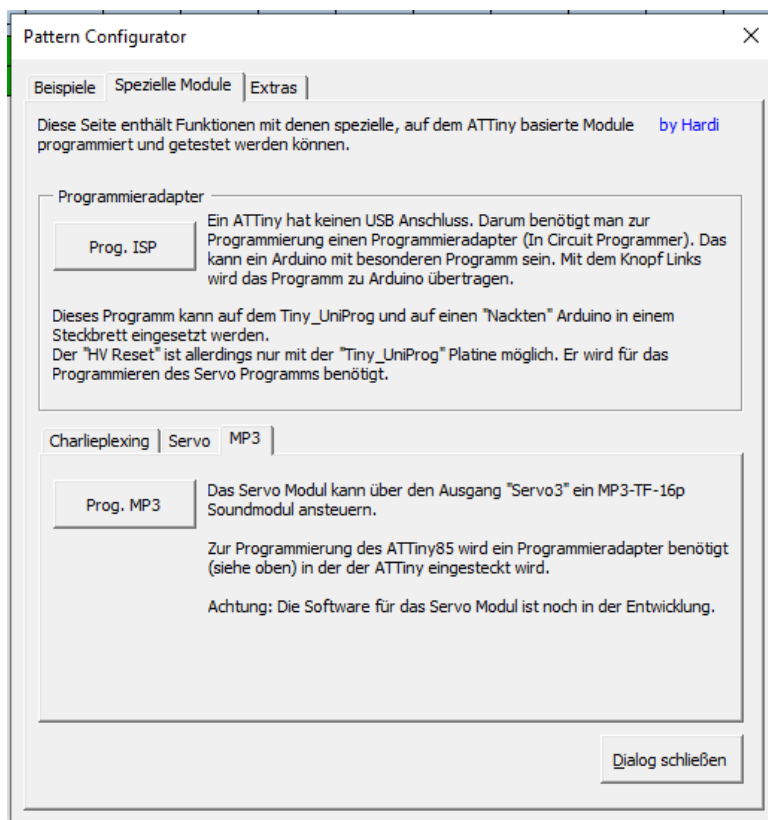 Pattern Configurator
Beispiele Spezielle Module Extras
Diese Seite enthält Funktionen mit denen spezielle, auf dem ATTiny basierte Module by Hardi
programmiert und getestet werden können.
Programmieradapter
Prog. ISP
Ein ATTiny hat keinen USB Anschluss. Darum benötigt man zur
Programmierung einen Programmieradapter (In Circuit Programmer). Das
kann ein Arduino mit besonderen Programm sein. Mit dem Knopf Links
wird das Programm zu Arduino übertragen.
Dieses Programm kann auf dem Tiny_UniProg und auf einen "Nackten" Arduino in einem
Steckbrett eingesetzt werden.
Der "HV Reset" ist allerdings nur mit der "Tiny_UniProg" Platine möglich. Er wird für das
Programmieren des Servo Programms benötigt.
Charlieplexing Servo MP3
Prog. MP3
Das Servo Modul kann über den Ausgang "Servo3" ein MP3-TF-16p
Soundmodul ansteuern.
Zur Programmierung des ATTiny85 wird ein Programmieradapter benötigt
(siehe oben) in der der ATTiny eingesteckt wird.
Achtung: Die Software für das Servo Modul ist noch in der Entwicklung.
Dialog schließen